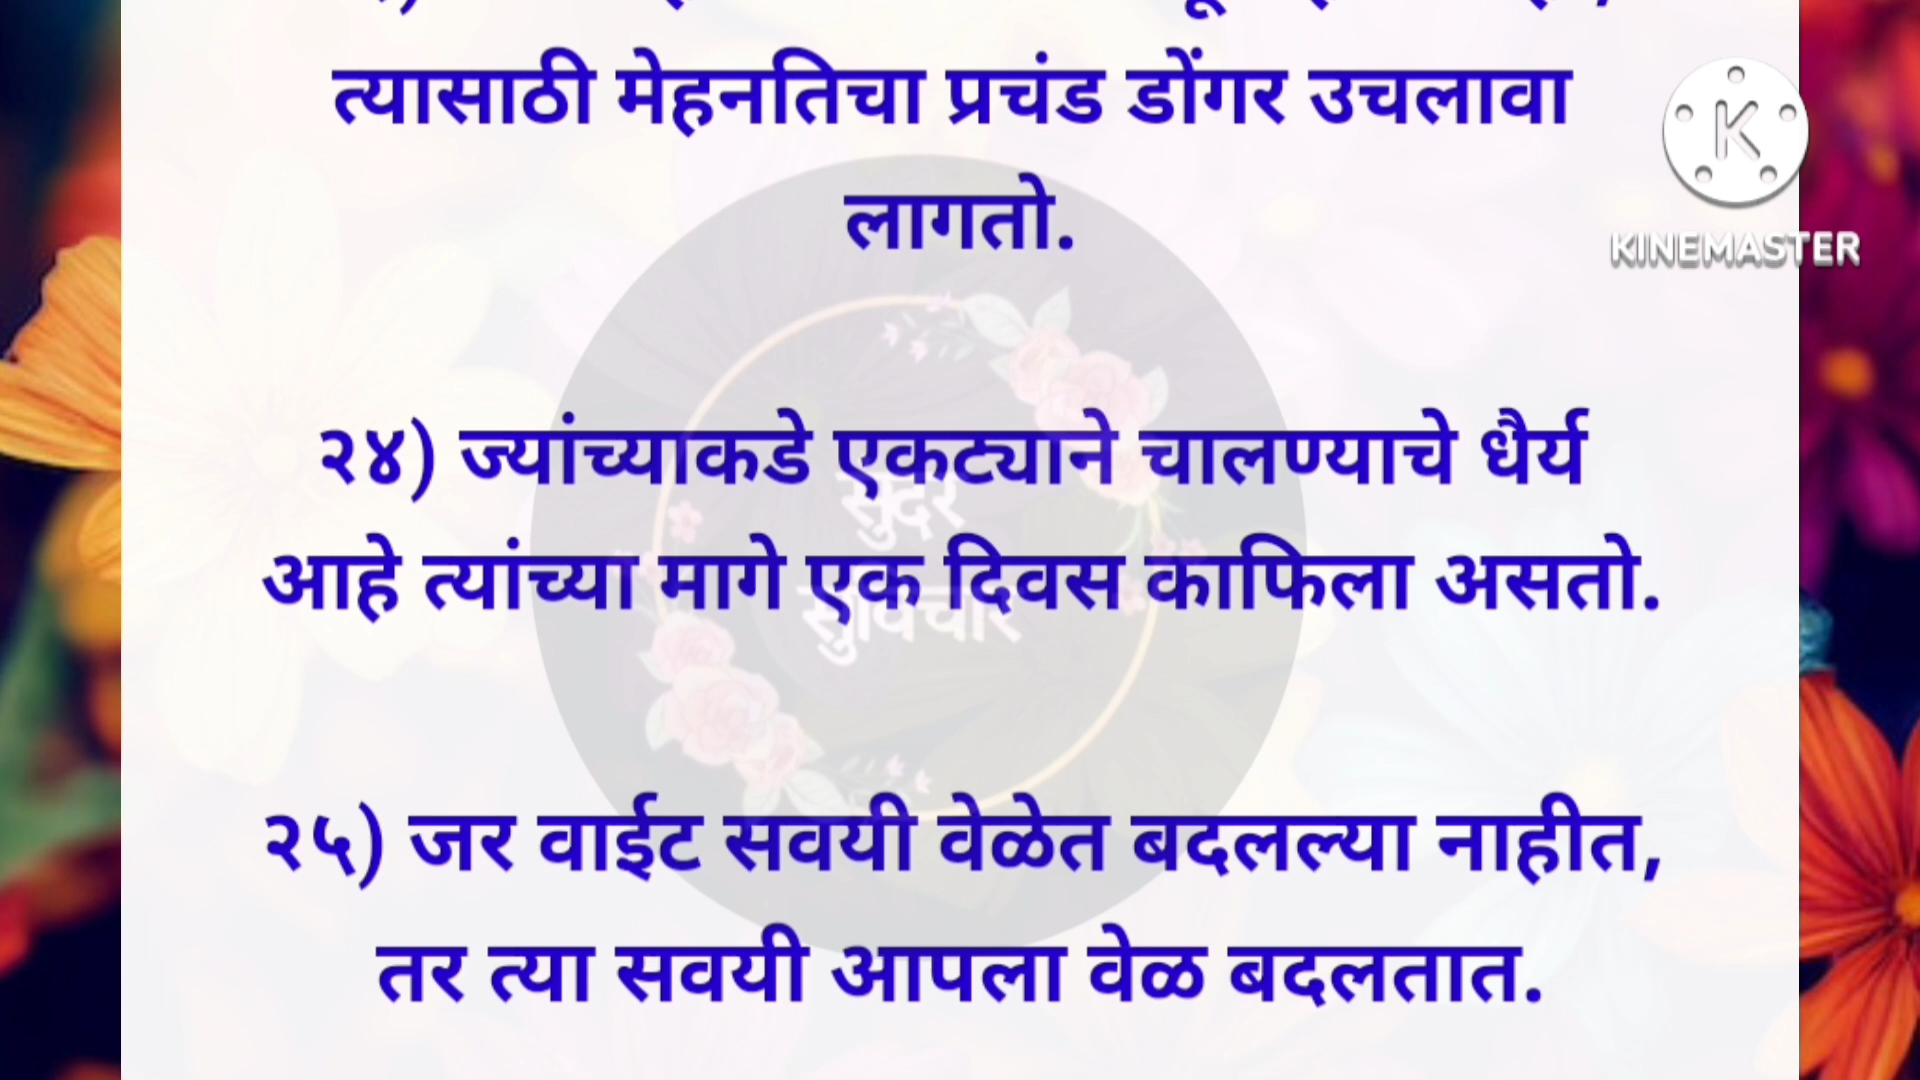 त्यासाठी मेहनतिचा प्रचंड डोंगर उचलावा
लागतो.
KINEMASTER
२४) ज्यांच्याकडे एकट्याने चालण्याचे धैर्य
आहे त्यांच्या मागे एक दिवस काफिला असतो.
सुंदर
सुविचार
२५) जर वाईट सवयी वेळेत बदलल्या नाहीत,
तर त्या सवयी आपला वेळ बदलतात.